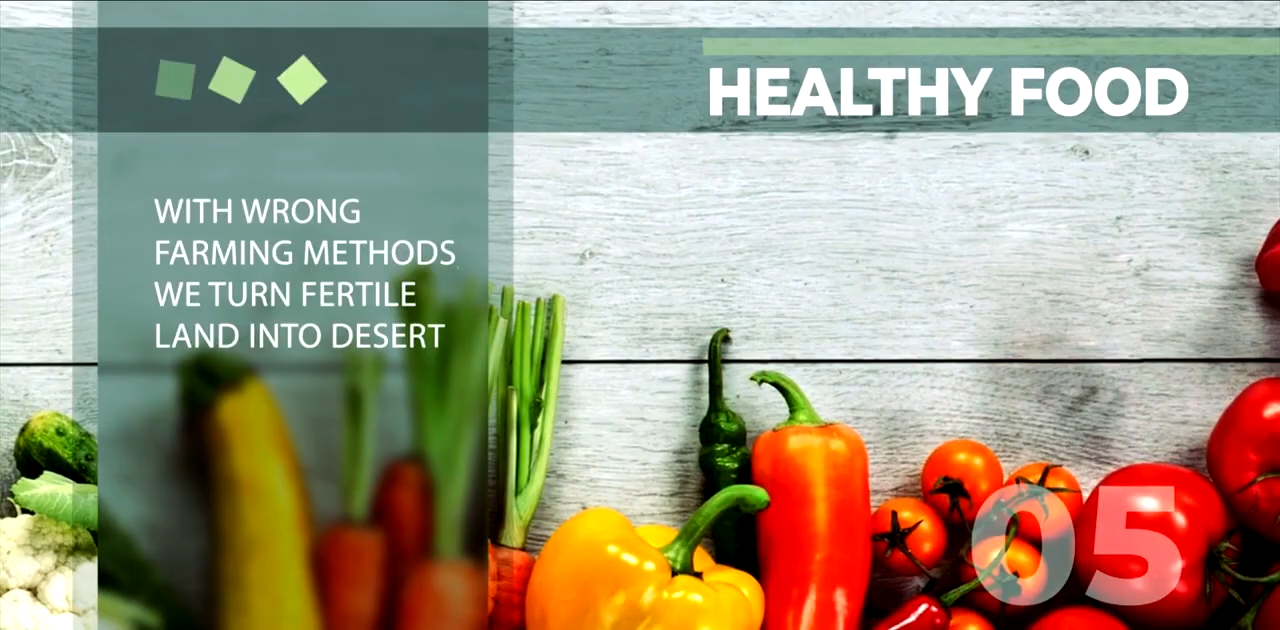 HEALTHY FOOD
WITH WRONG
FARMING METHODS
WE TURN FERTILE
LAND INTO DESERT
05